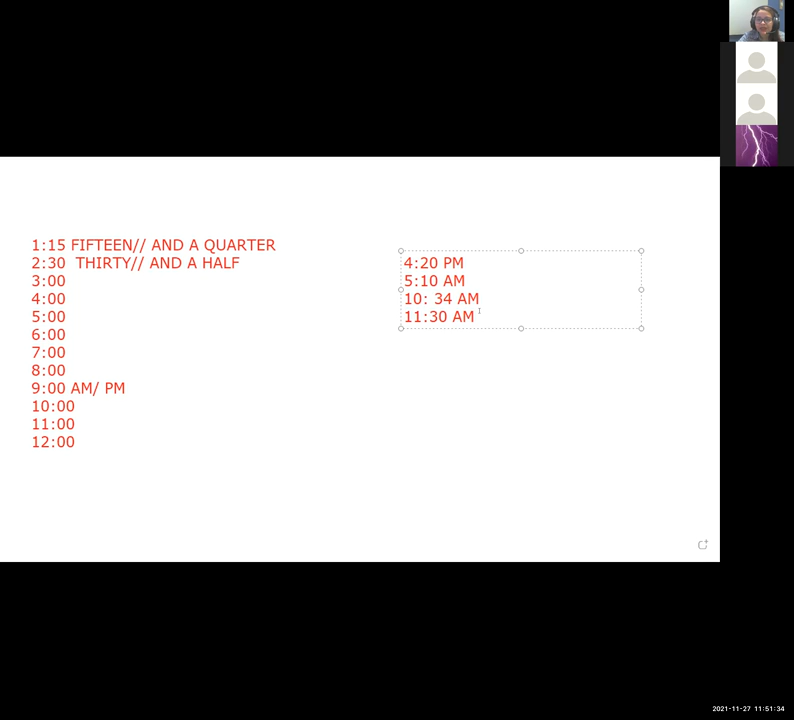 1:15 FIFTEEN// AND A QUARTER
2:30 THIRTY// AND A HALF
3:00
4:00
5:00
6:00
7:00
8:00
9:00 AM/ PM
10:00
11:00
12:00
4:20 PM
5:10 AM
10: 34 AM
11:30 AM
2021-11-27 11:51:34